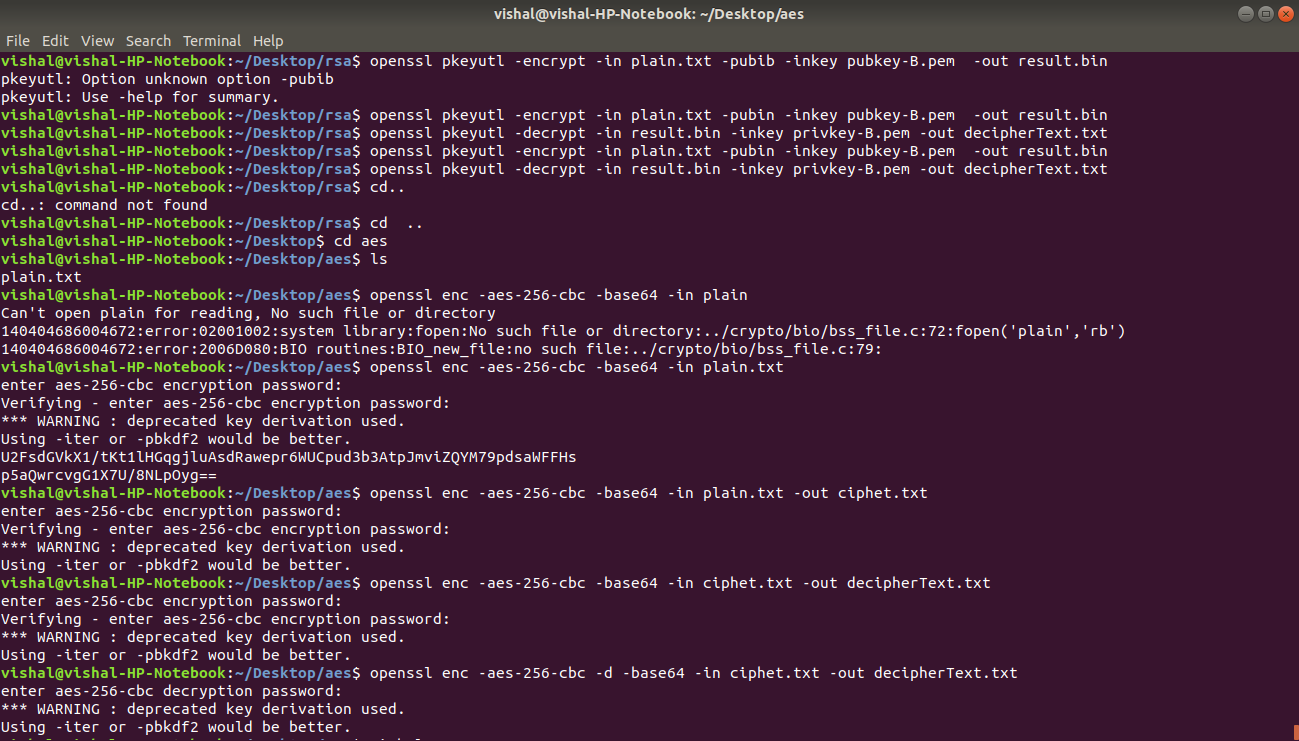 vishal@vishal-HP-Notebook: ~/Desktop/aes
File Edit View Search Terminal Help
vishal@vishal-HP-Notebook:~/Desktop/rsa$ openssl pkeyutl -encrypt -in plain.txt -pubib -inkey pubkey-B.pem  -out result.bin
pkeyutl: Option unknown option -pubib
pkeyutl: Use -help for summary.
vishal@vishal-HP-Notebook:~/Desktop/rsa$ openssl pkeyutl -encrypt -in plain.txt -pubin -inkey pubkey-B.pem  -out result.bin
vishal@vishal-HP-Notebook:~/Desktop/rsa$ openssl pkeyutl -decrypt -in result.bin -inkey privkey-B.pem -out decipherText.txt
vishal@vishal-HP-Notebook:~/Desktop/rsa$ openssl pkeyutl -encrypt -in plain.txt -pubin -inkey pubkey-B.pem  -out result.bin
vishal@vishal-HP-Notebook:~/Desktop/rsa$ openssl pkeyutl -decrypt -in result.bin -inkey privkey-B.pem -out decipherText.txt
vishal@vishal-HP-Notebook:~/Desktop/rsa$ cd..
cd..: command not found
vishal@vishal-HP-Notebook:~/Desktop/rsa$ cd  ..
vishal@vishal-HP-Notebook:~/Desktop$ cd aes
vishal@vishal-HP-Notebook:~/Desktop/aes$ ls
plain.txt
vishal@vishal-HP-Notebook:~/Desktop/aes$ openssl enc -aes-256-cbc -base64 -in plain
Can't open plain for reading, No such file or directory
140404686004672:error:02001002:system library:fopen:No such file or directory:../crypto/bio/bss_file.c:72:fopen('plain','rb')
140404686004672:error:2006D080:BIO routines:BIO_new_file:no such file:../crypto/bio/bss_file.c:79:
vishal@vishal-HP-Notebook:~/Desktop/aes$ openssl enc -aes-256-cbc -base64 -in plain.txt
enter aes-256-cbc encryption password:
Verifying - enter aes-256-cbc encryption password:
*** WARNING : deprecated key derivation used.
Using -iter or -pbkdf2 would be better.
U2FsdGVkX1/tKt1lHGqgjluAsdRawepr6WUCpud3b3AtpJmviZQYM79pdsaWFFHs
p5aQwrcvgG1X7U/8NLpOyg==
vishal@vishal-HP-Notebook:~/Desktop/aes$ openssl enc -aes-256-cbc -base64 -in plain.txt -out ciphet.txt
enter aes-256-cbc encryption password:
Verifying - enter aes-256-cbc encryption password:
*** WARNING : deprecated key derivation used.
Using -iter or -pbkdf2 would be better.
vishal@vishal-HP-Notebook:~/Desktop/aes$ openssl enc -aes-256-cbc -base64 -in ciphet.txt -out decipherText.txt
enter aes-256-cbc encryption password:
Verifying - enter aes-256-cbc encryption password:
*** WARNING : deprecated key derivation used.
Using -iter or -pbkdf2 would be better.
vishal@vishal-HP-Notebook:~/Desktop/aes$ openssl enc -aes-256-cbc -d -base64 -in ciphet.txt -out decipherText.txt
enter aes-256-cbc decryption password:
*** WARNING : deprecated key derivation used.
Using -iter or -pbkdf2 would be better.